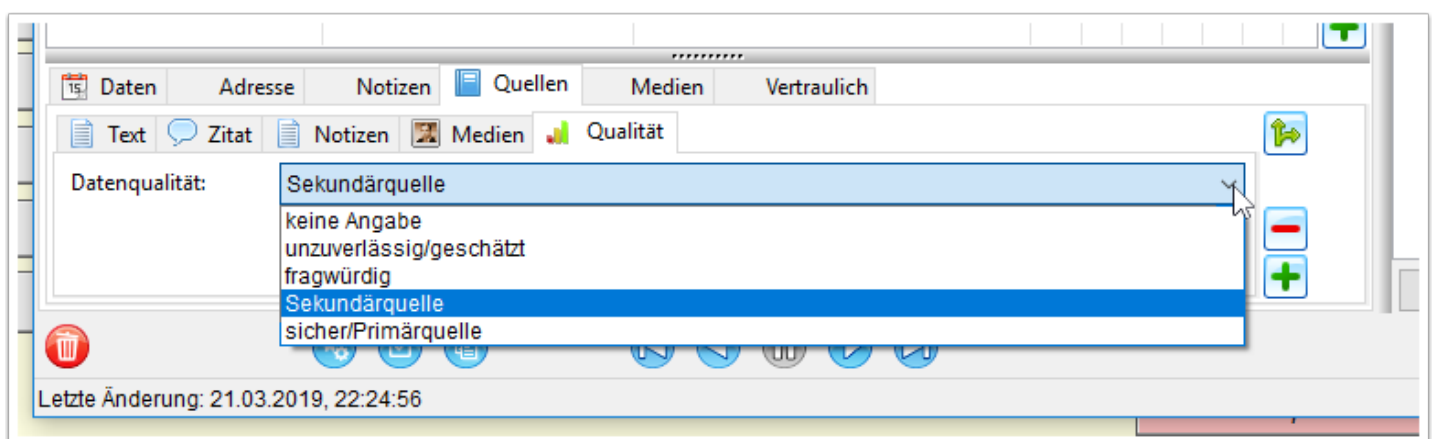 15 Daten Adresse Notizen Quellen Medien Vertraulich
Text Zitat Notizen Medien Qualität
Datenqualität: Sekundärquelle
keine Angabe
unzuverlässig/geschätzt
fragwürdig
Sekundärquelle
sicher/Primärquelle
Letzte Änderung: 21.03.2019, 22:24:56